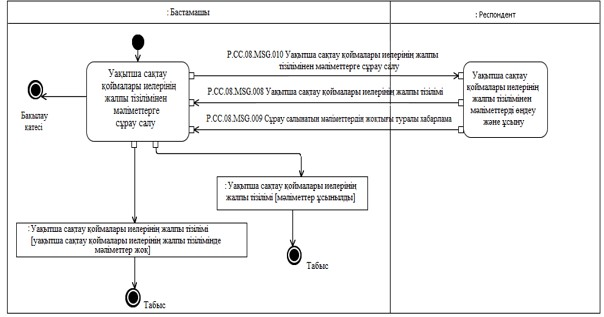 : Бастамашы
: Респондент
Уақытша сақтау
қоймалары иелерінің
жалпы тізілімінен
мәліметтерге
сұрау салу
P.CC.08.MSG.010 Уақытша сақтау қоймалары иелерінің жалпы
тізілімінен мәліметтерге сұрау салу
P.CC.08.MSG.008 Уақытша сақтау қоймалары иелерінің жалпы тізілімі
P.CC.08.MSG.009 Сұрау салынатын мәліметтердің жоқтығы туралы хабарлама
Уақытша сақтау
қоймалары иелерінің
жалпы тізілімінен
мәліметтерді өңдеу
және ұсыну
Бақылау
қатесі
: Уақытша сақтау қоймалары иелерінің
жалпы тізілімі [мәліметтер ұсынылды]
: Уақытша сақтау қоймалары иелерінің жалпы тізілімі
[уақытша сақтау қоймалары иелерінің жалпы тізілімінде
мәліметтер жоқ]
Табыс
Табыс